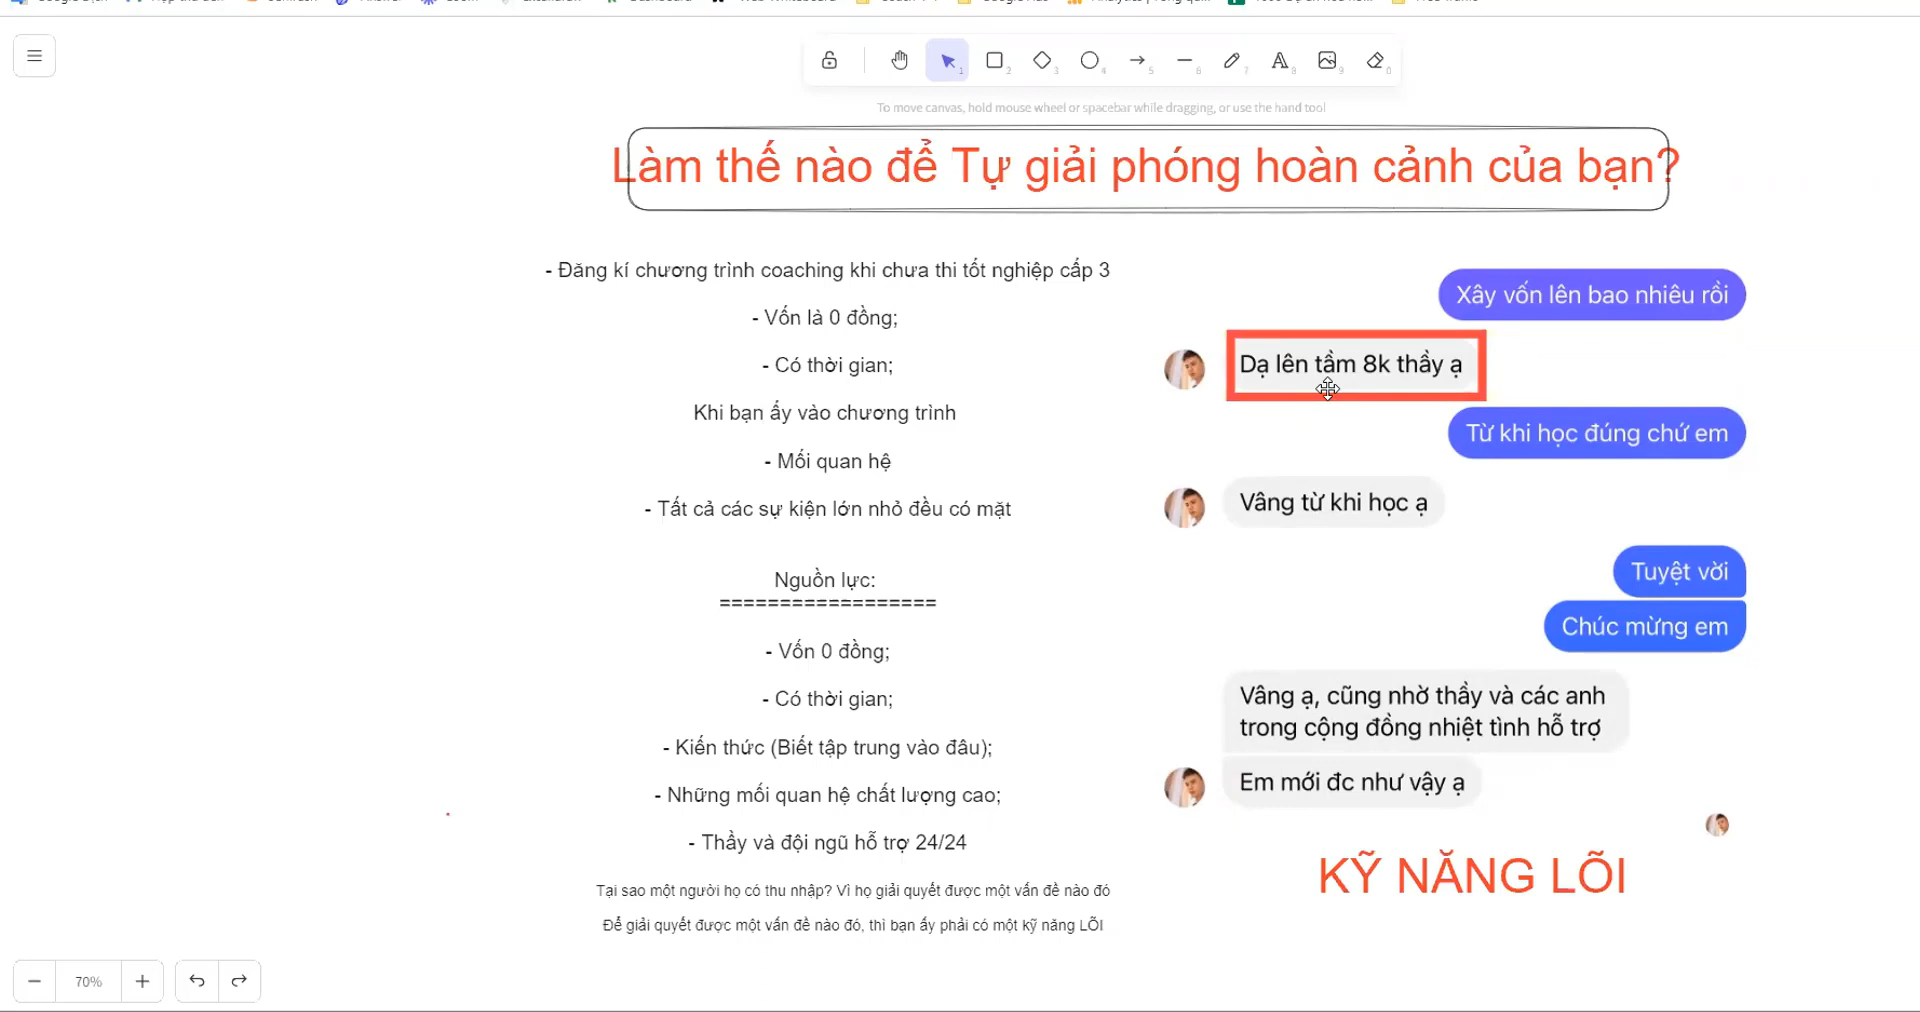 To move canvas, hold mouse wheel or spacebar while dragging, or use the hand tool
Làm thế nào để Tự giải phóng hoàn cảnh của bạn?
- Đăng kí chương trình coaching khi chưa thi tốt nghiệp cấp 3
- Vốn là 0 đồng;
- Có thời gian;
Khi bạn ấy vào chương trình
- Mối quan hệ
- Tất cả các sự kiện lớn nhỏ đều có mặt
Nguồn lực:
==================
- Vốn 0 đồng;
- Có thời gian;
- Kiến thức (Biết tập trung vào đâu);
- Những mối quan hệ chất lượng cao;
- Thầy và đội ngũ hỗ trợ 24/24
Tại sao một người họ có thu nhập? Vì họ giải quyết được một vấn đề nào đó
Để giải quyết được một vấn đề nào đó, thì bạn ấy phải có một kỹ năng LÕI
Xây vốn lên bao nhiêu rồi
Dạ lên tầm 8k thầy ạ
Từ khi học đúng chứ em
Vâng từ khi học ạ
Tuyệt vời
Chúc mừng em
Vâng ạ, cũng nhờ thầy và các anh
trong cộng đồng nhiệt tình hỗ trợ
Em mới đc như vậy ạ
KỸ NĂNG LÕI
70%